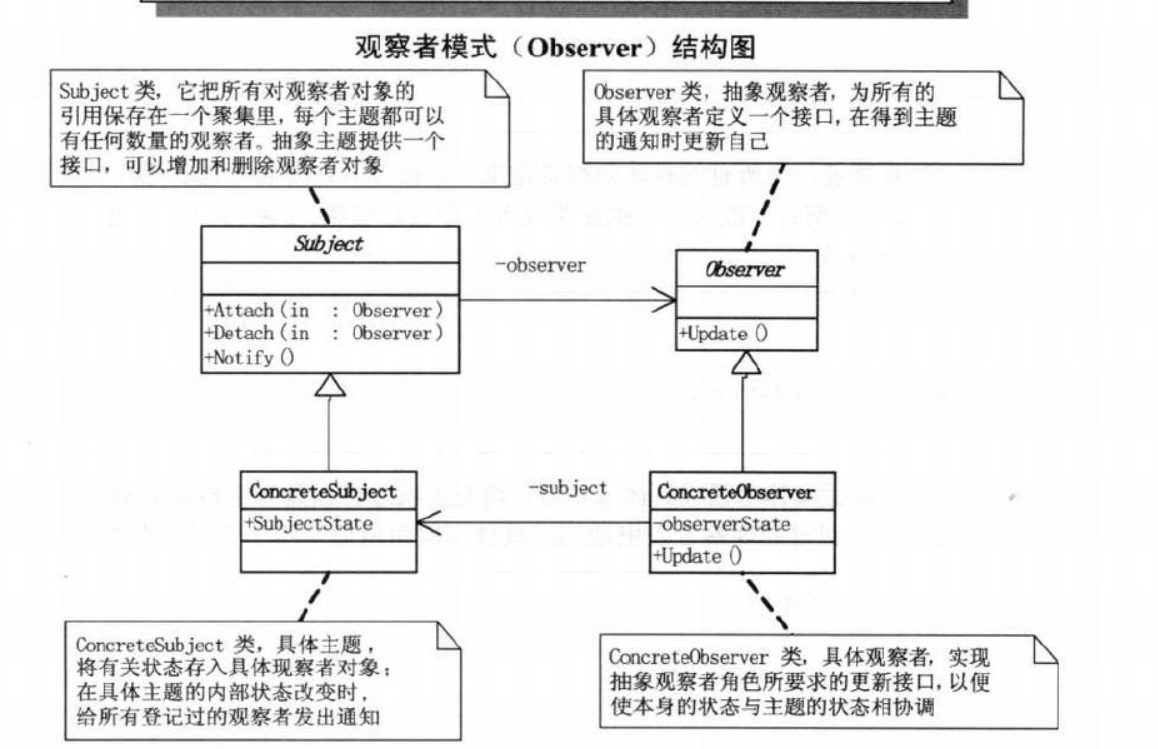 观察者模式（Observer）结构图
Subject 类，它把所有对观察者对象的
引用保存在一个聚集里，每个主题都可以
有任何数量的观察者。抽象主题提供一个
接口，可以增加和删除观察者对象
Observer 类，抽象观察者，为所有的
具体观察者定义一个接口，在得到主题
的通知时更新自己
Subject
+Attach(in : Observer)
+Detach(in : Observer)
+Notify()
-observer
Observer
+Update()
ConcreteSubject
+SubjectState
-subject
ConcreteObserver
-observerState
+Update()
ConcreteSubject 类，具体主题，
将有关状态存入具体现察者对象；
在具体主题的内部状态改变时，
给所有登记过的观察者发出通知
ConcreteObserver 类，具体观察者，实现
抽象观察者角色所要求的更新接口，以便
使本身的状态与主题的状态相协调